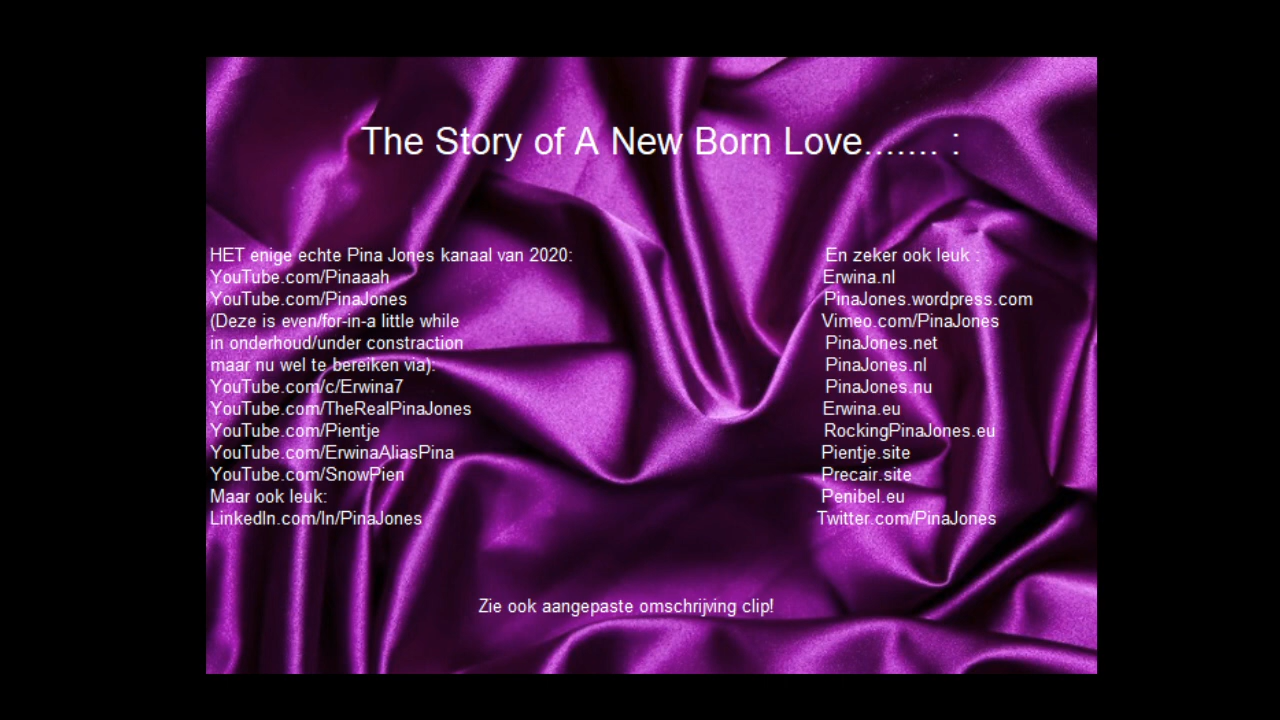 The Story of A New Born Love....... :
HET enige echte Pina Jones kanaal van 2020:
YouTube.com/Pinaaah
YouTube.com/PinaJones
(Deze is even/for-in-a little while
in onderhoud/under constraction
maar nu wel te bereiken via):
YouTube.com/c/Erwina7
YouTube.com/TheRealPinaJones
YouTube.com/Pientje
YouTube.com/ErwinaAliasPina
YouTube.com/SnowPien
Maar ook leuk:
LinkedIn.com/In/PinaJones
En zeker ook leuk :
Erwina.nl
PinaJones.wordpress.com
Vimeo.com/PinaJones
PinaJones.net
PinaJones.nl
PinaJones.nu
Erwina.eu
RockingPinaJones.eu
Pientje.site
Precair.site
Penibel.eu
Twitter.com/PinaJones
Zie ook aangepaste omschrijving clip!